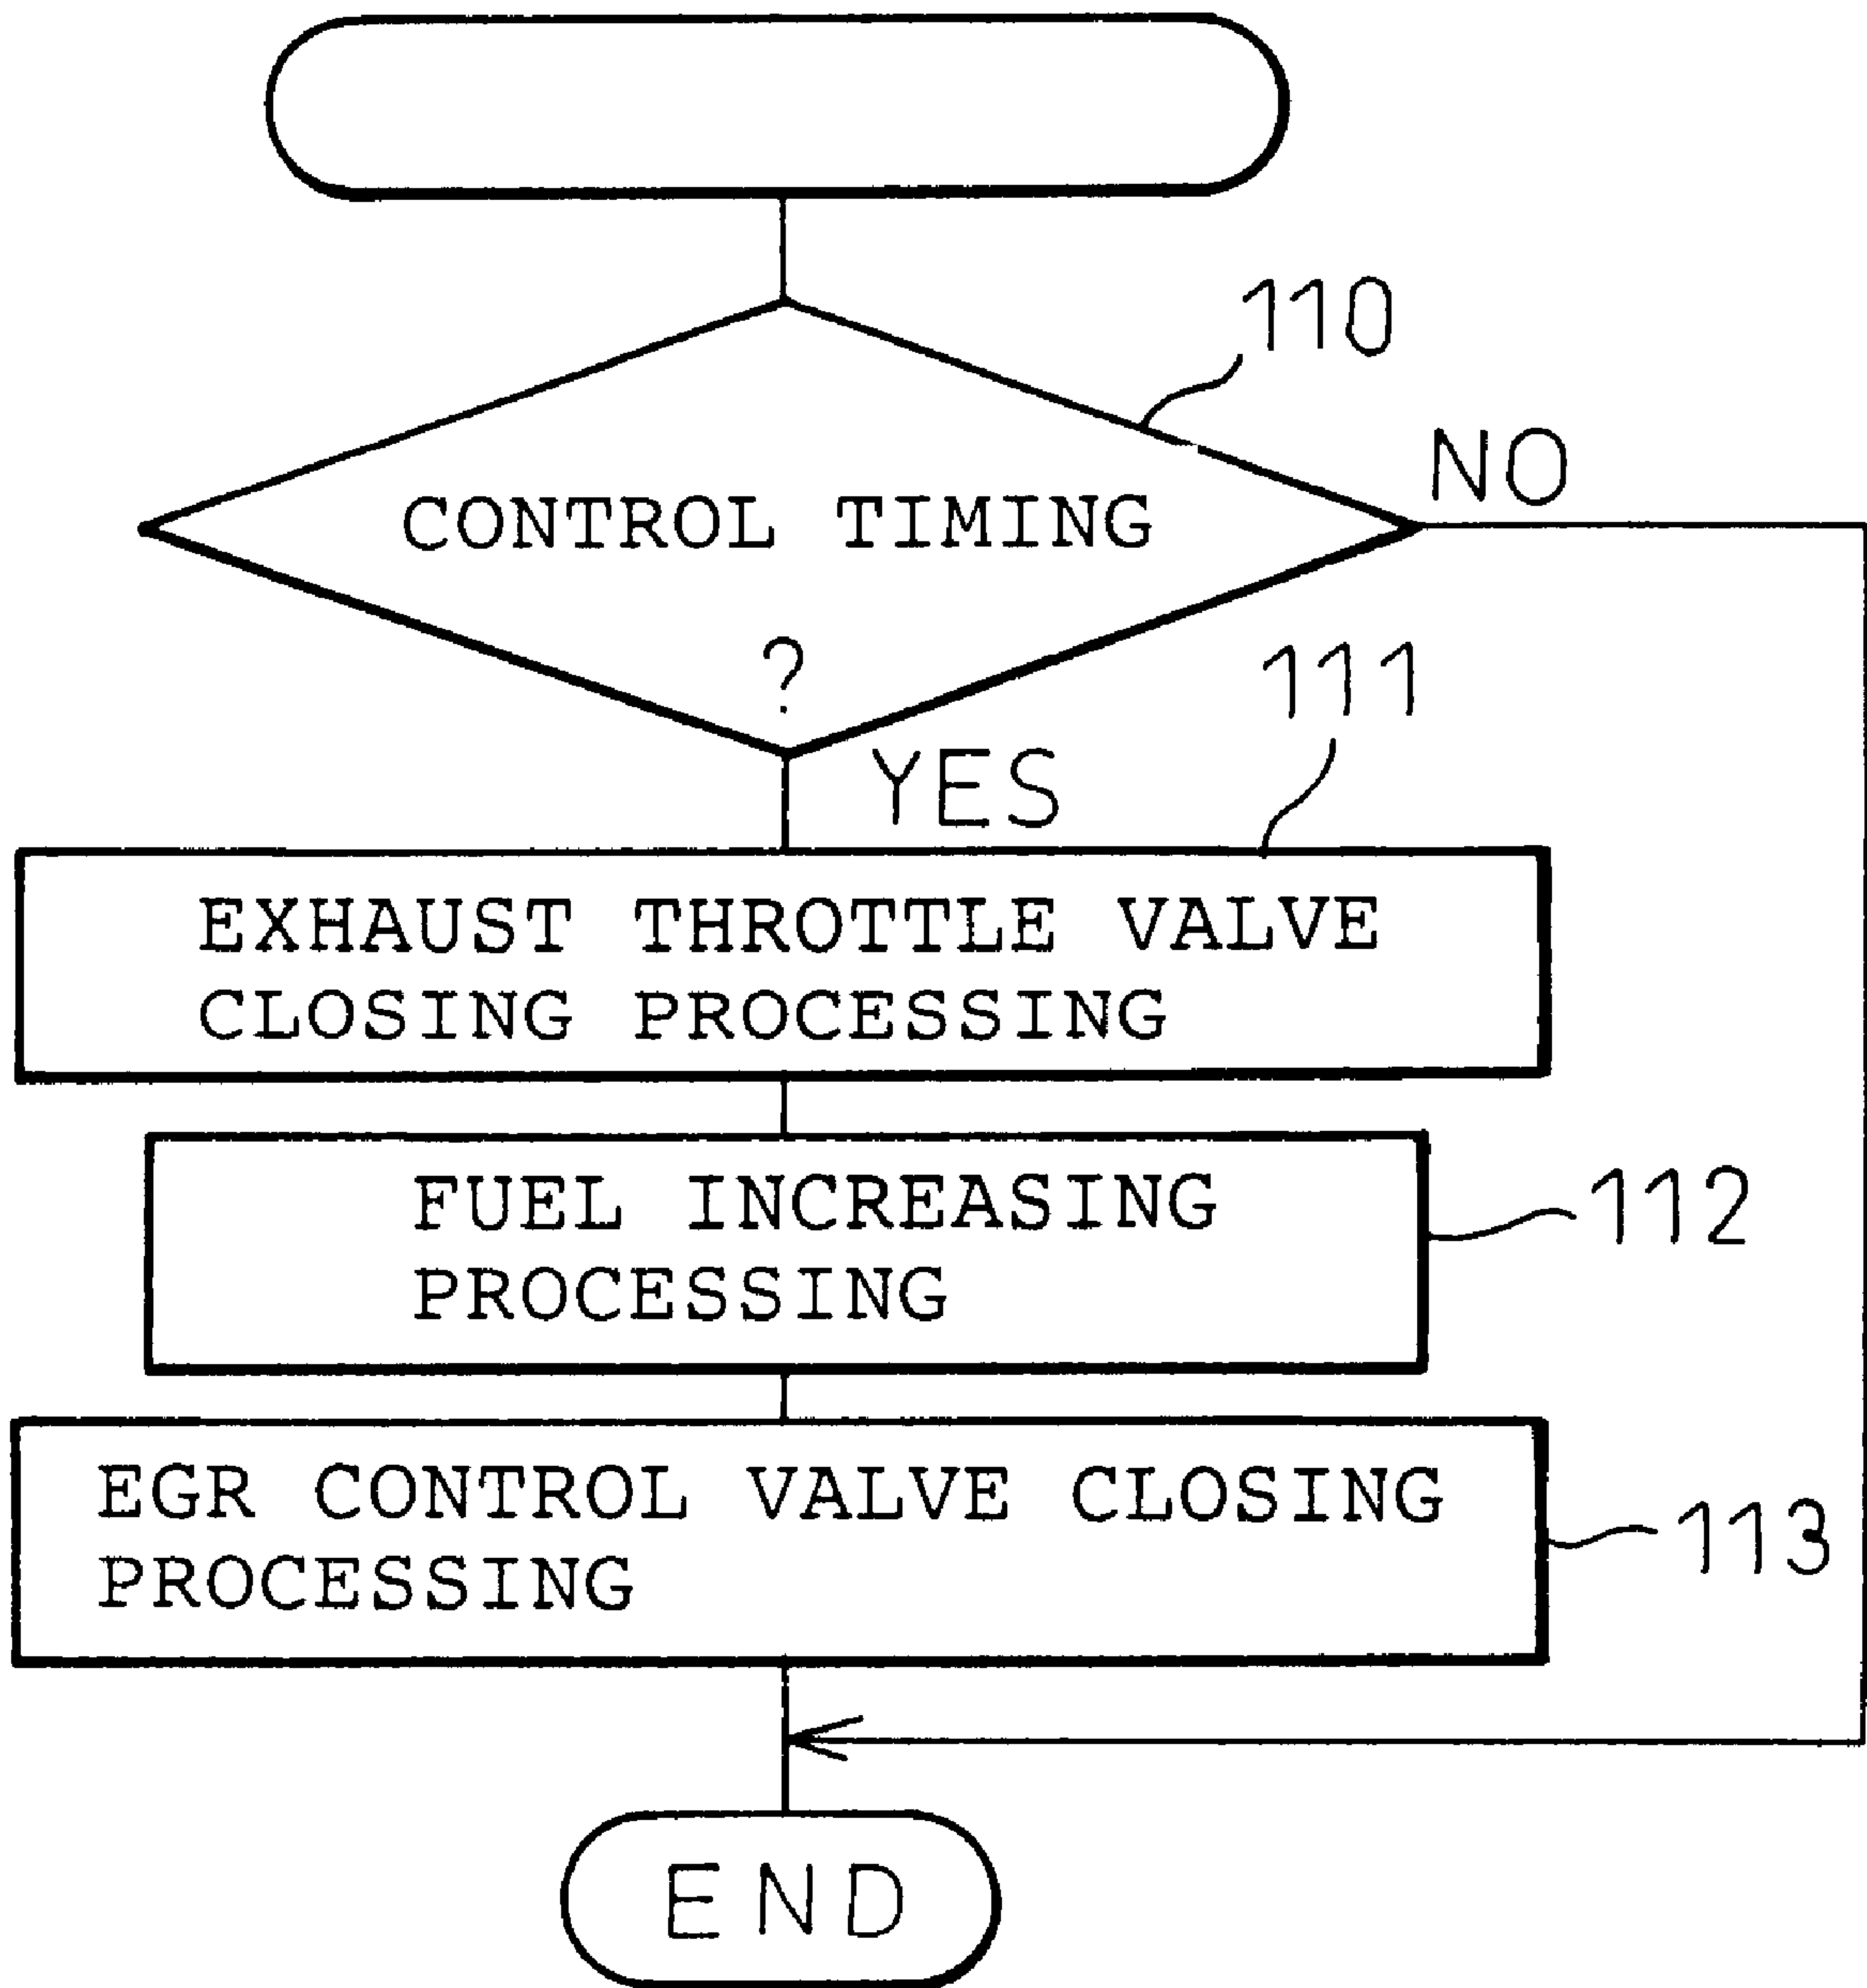 110
NO
CONTROL TIMING
?
111
YES
EXHAUST THROTTLE VALVE
CLOSING PROCESSING
FUEL INCREASING
PROCESSING
112
EGR CONTROL VALVE CLOSING
PROCESSING
113
END